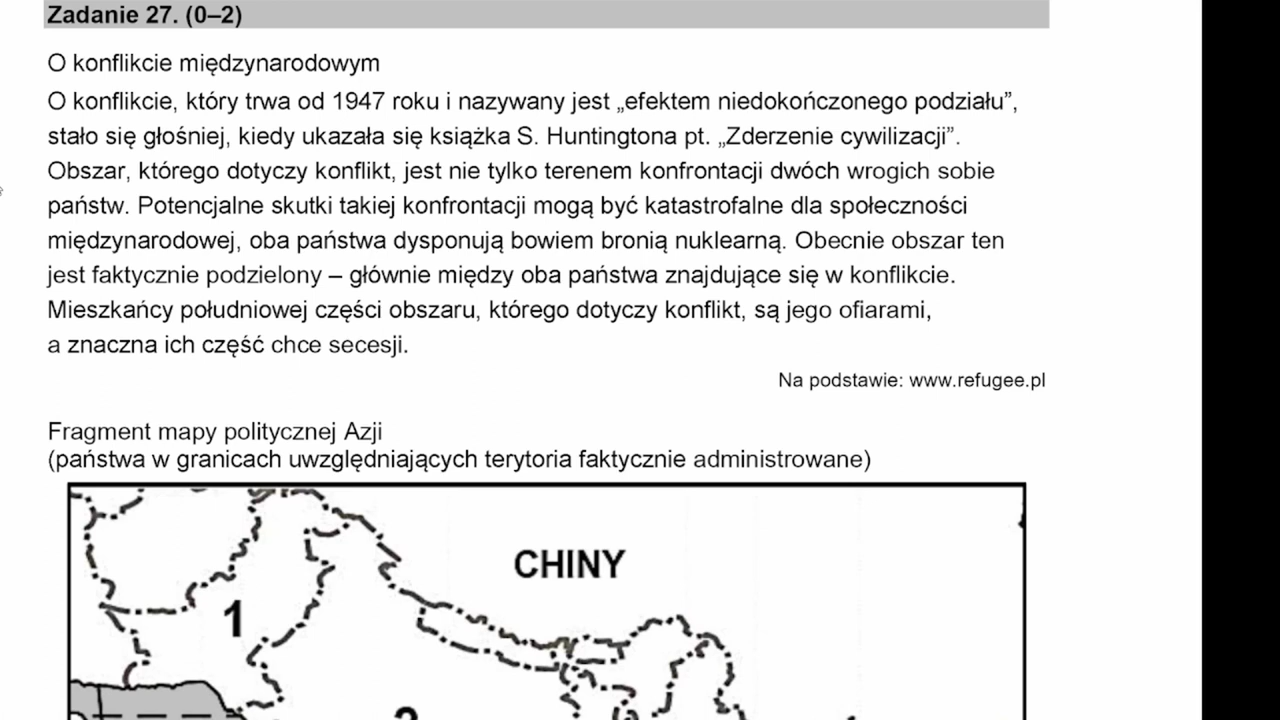 Zadanie 27. (0–2)
O konflikcie międzynarodowym
O konflikcie, który trwa od 1947 roku i nazywany jest „efektem niedokończonego podziału”,
stało się głośniej, kiedy ukazała się książka S. Huntingtona pt. „Zderzenie cywilizacji”.
Obszar, którego dotyczy konflikt, jest nie tylko terenem konfrontacji dwóch wrogich sobie
państw. Potencjalne skutki takiej konfrontacji mogą być katastrofalne dla społeczności
międzynarodowej, oba państwa dysponują bowiem bronią nuklearną. Obecnie obszar ten
jest faktycznie podzielony – głównie między oba państwa znajdujące się w konflikcie.
Mieszkańcy południowej części obszaru, którego dotyczy konflikt, są jego ofiarami,
a znaczna ich część chce secesji.
Na podstawie: www.refugee.pl
Fragment mapy politycznej Azji
(państwa w granicach uwzględniających terytoria faktycznie administrowane)
CHINY
1